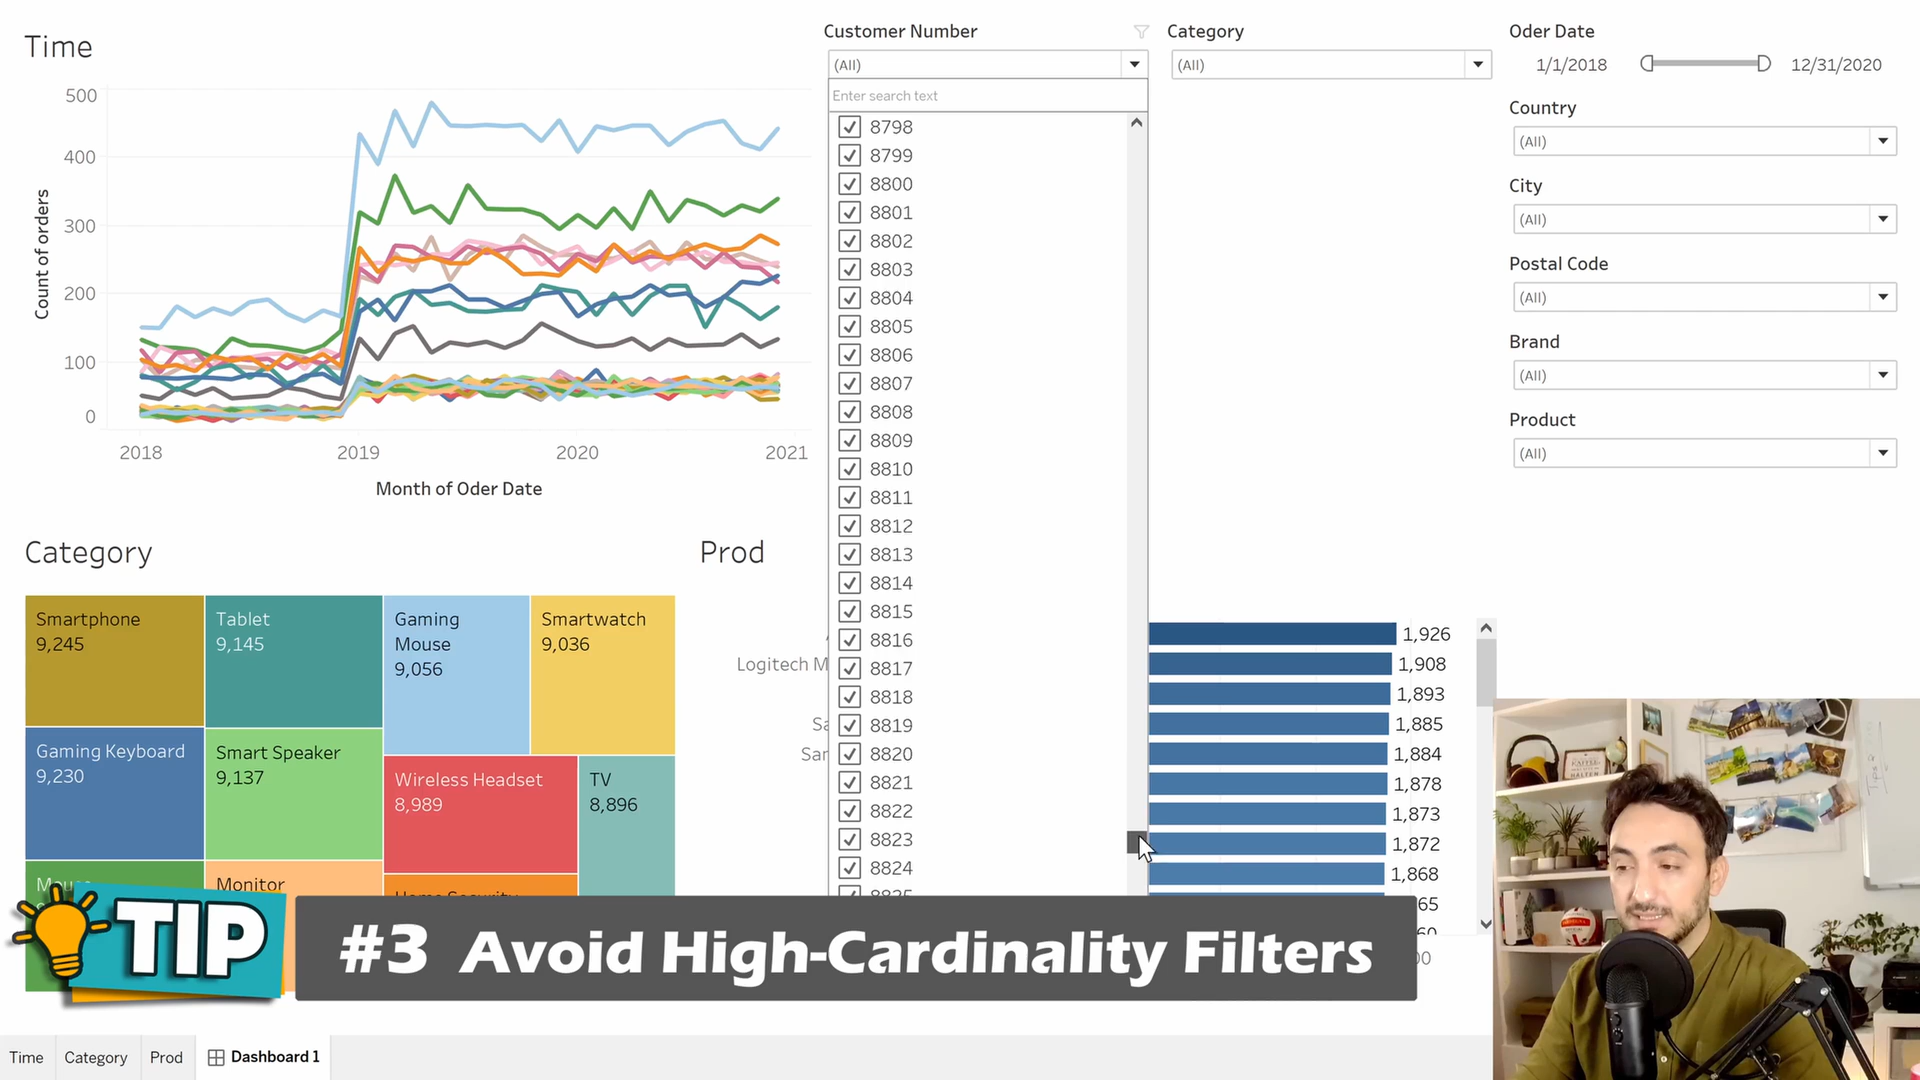 Time
500
400
300
200
100
0
Count of orders
2018
2019
2020
2021
Month of Oder Date
Customer Number
(All)
Enter search text
8798
8799
8800
8801
8802
8803
8804
8805
8806
8807
8808
8809
8810
8811
8812
8813
8814
8815
8816
8817
8818
8819
8820
8821
8822
8823
8824
Category
(All)
Oder Date
1/1/2018
12/31/2020
Country
(All)
City
(All)
Postal Code
(All)
Brand
(All)
Product
(All)
Category
Smartphone
9,245
Tablet
9,145
Gaming
Mouse
9,056
Smartwatch
9,036
Gaming Keyboard
9,230
Smart Speaker
9,137
Wireless Headset
8,989
TV
8,896
Monitor
Prod
Logitech M
Sa
Sar
1,926
1,908
1,893
1,885
1,884
1,878
1,873
1,872
1,868
65
00
TIP
#3 Avoid High-Cardinality Filters
Time
Category
Prod
Dashboard 1